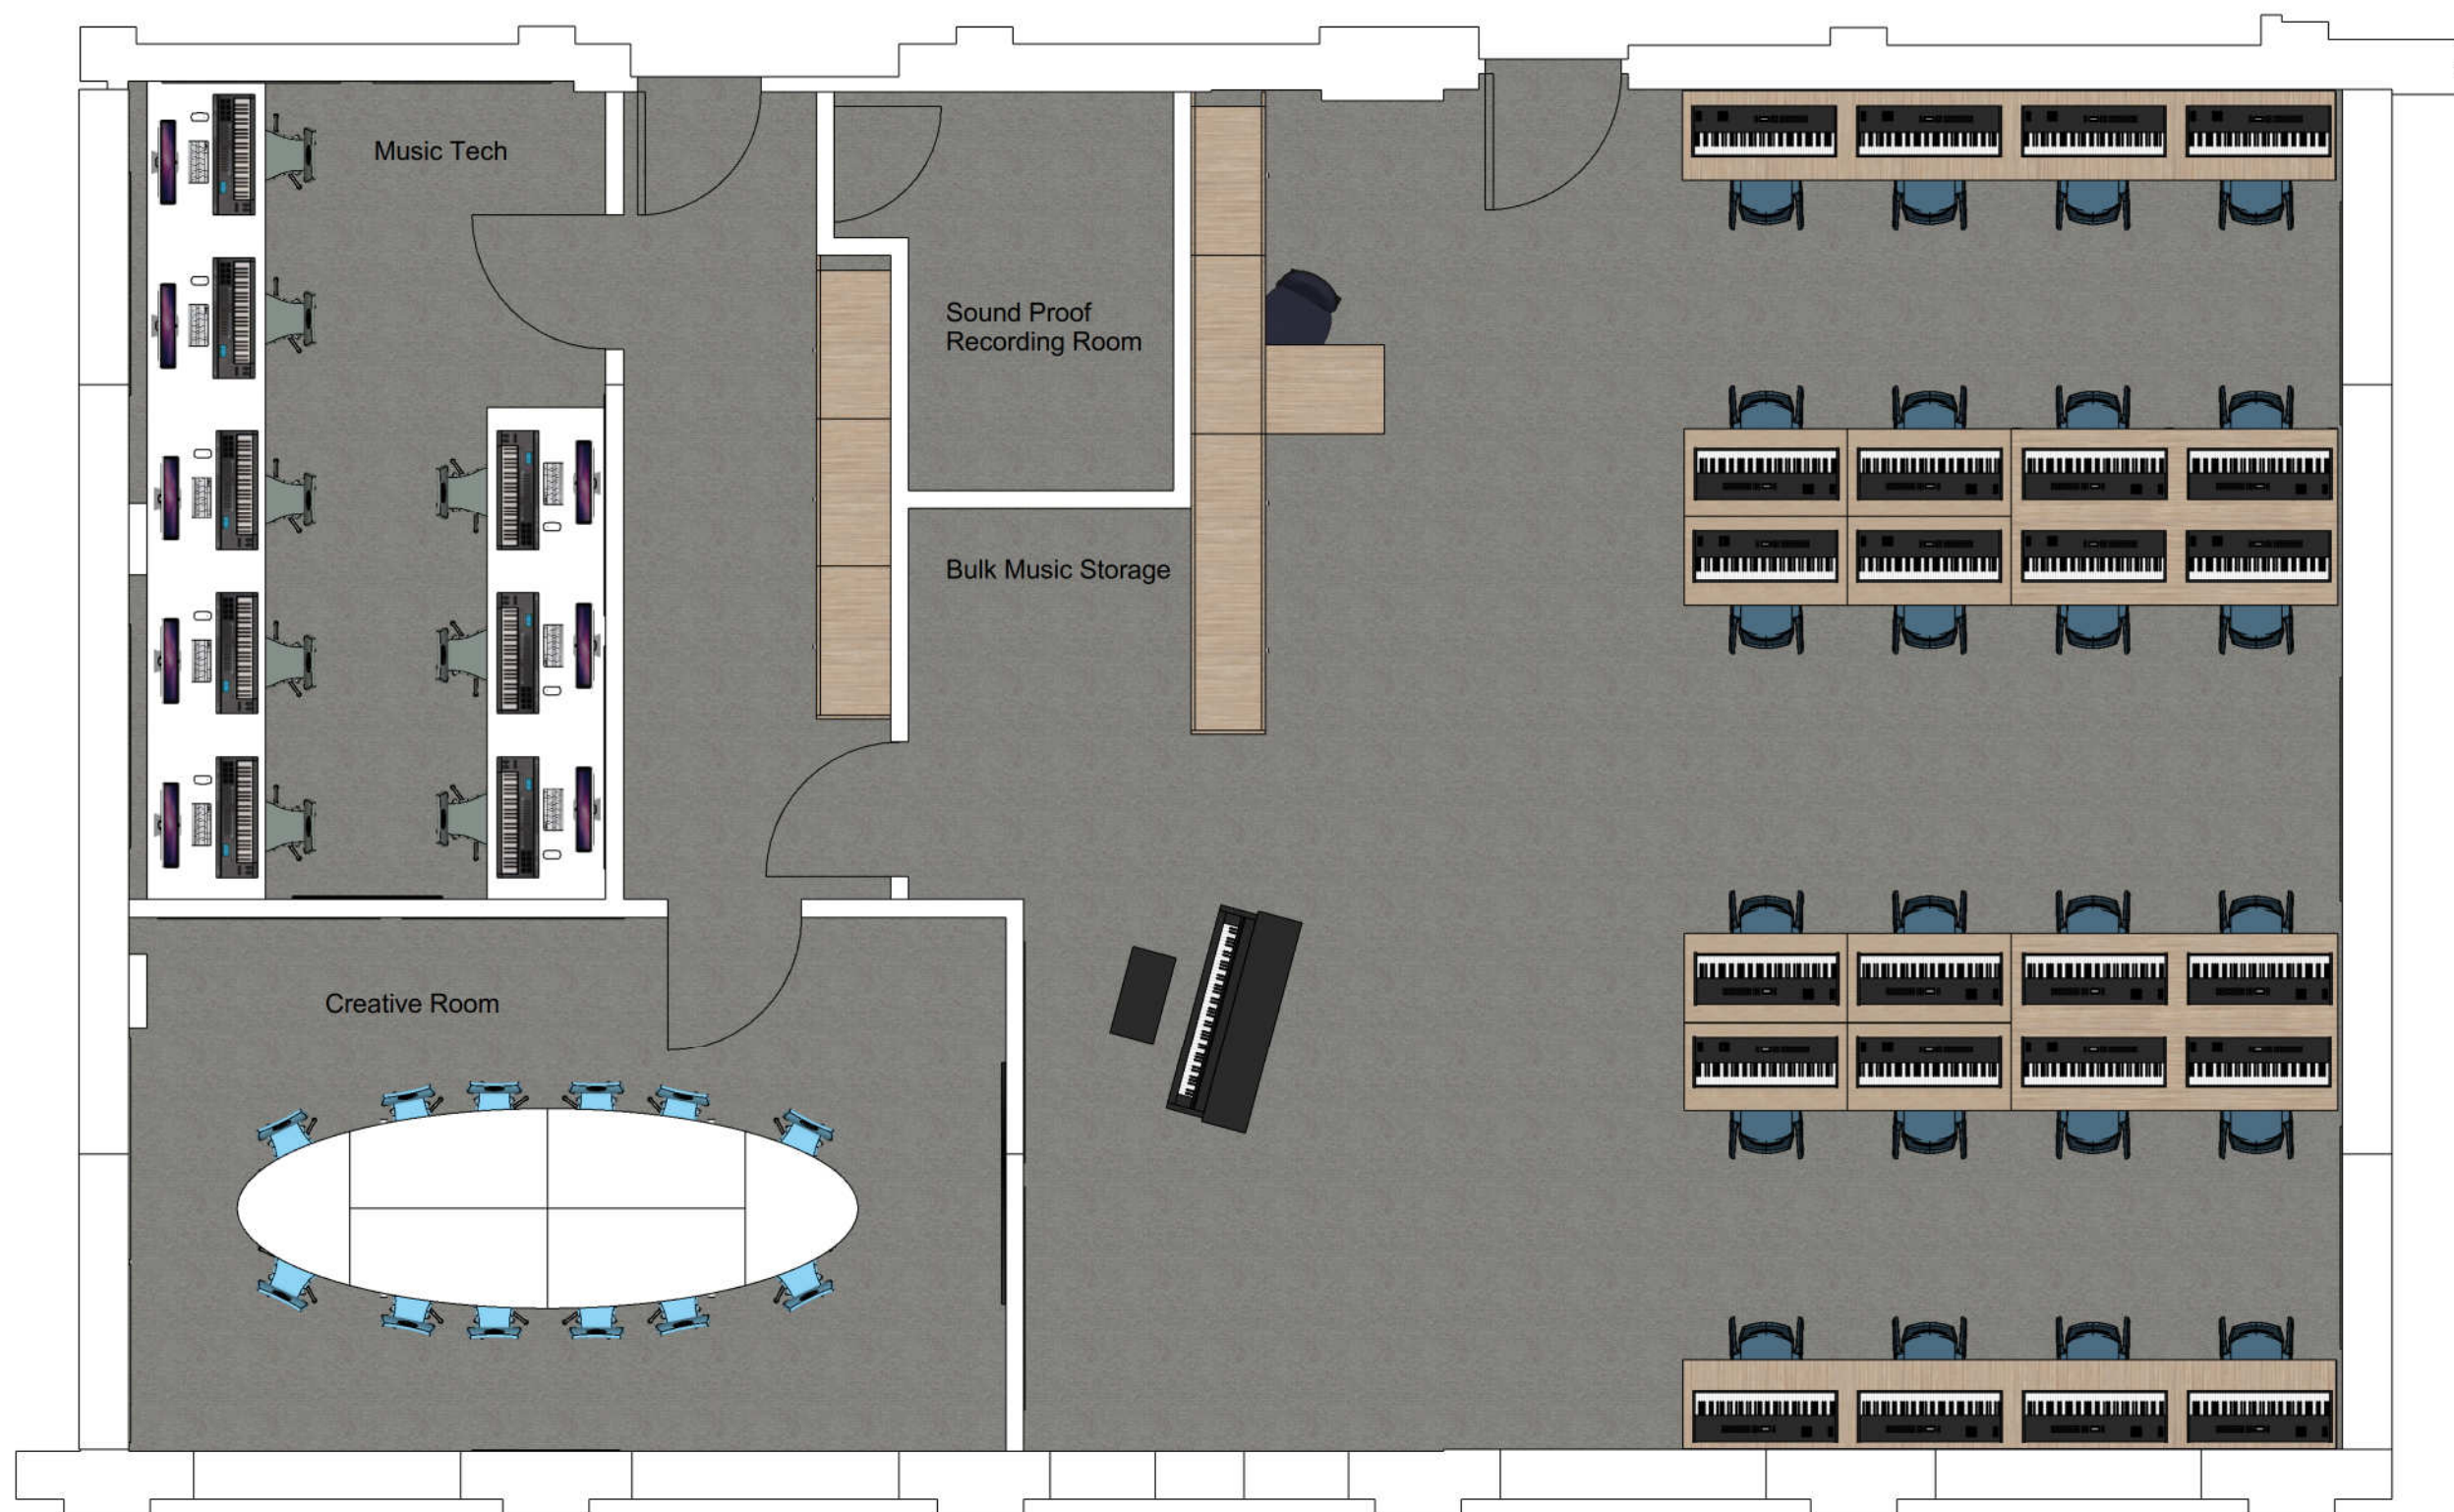 Music Tech
Sound Proof
Recording Room
Bulk Music Storage
Creative Room